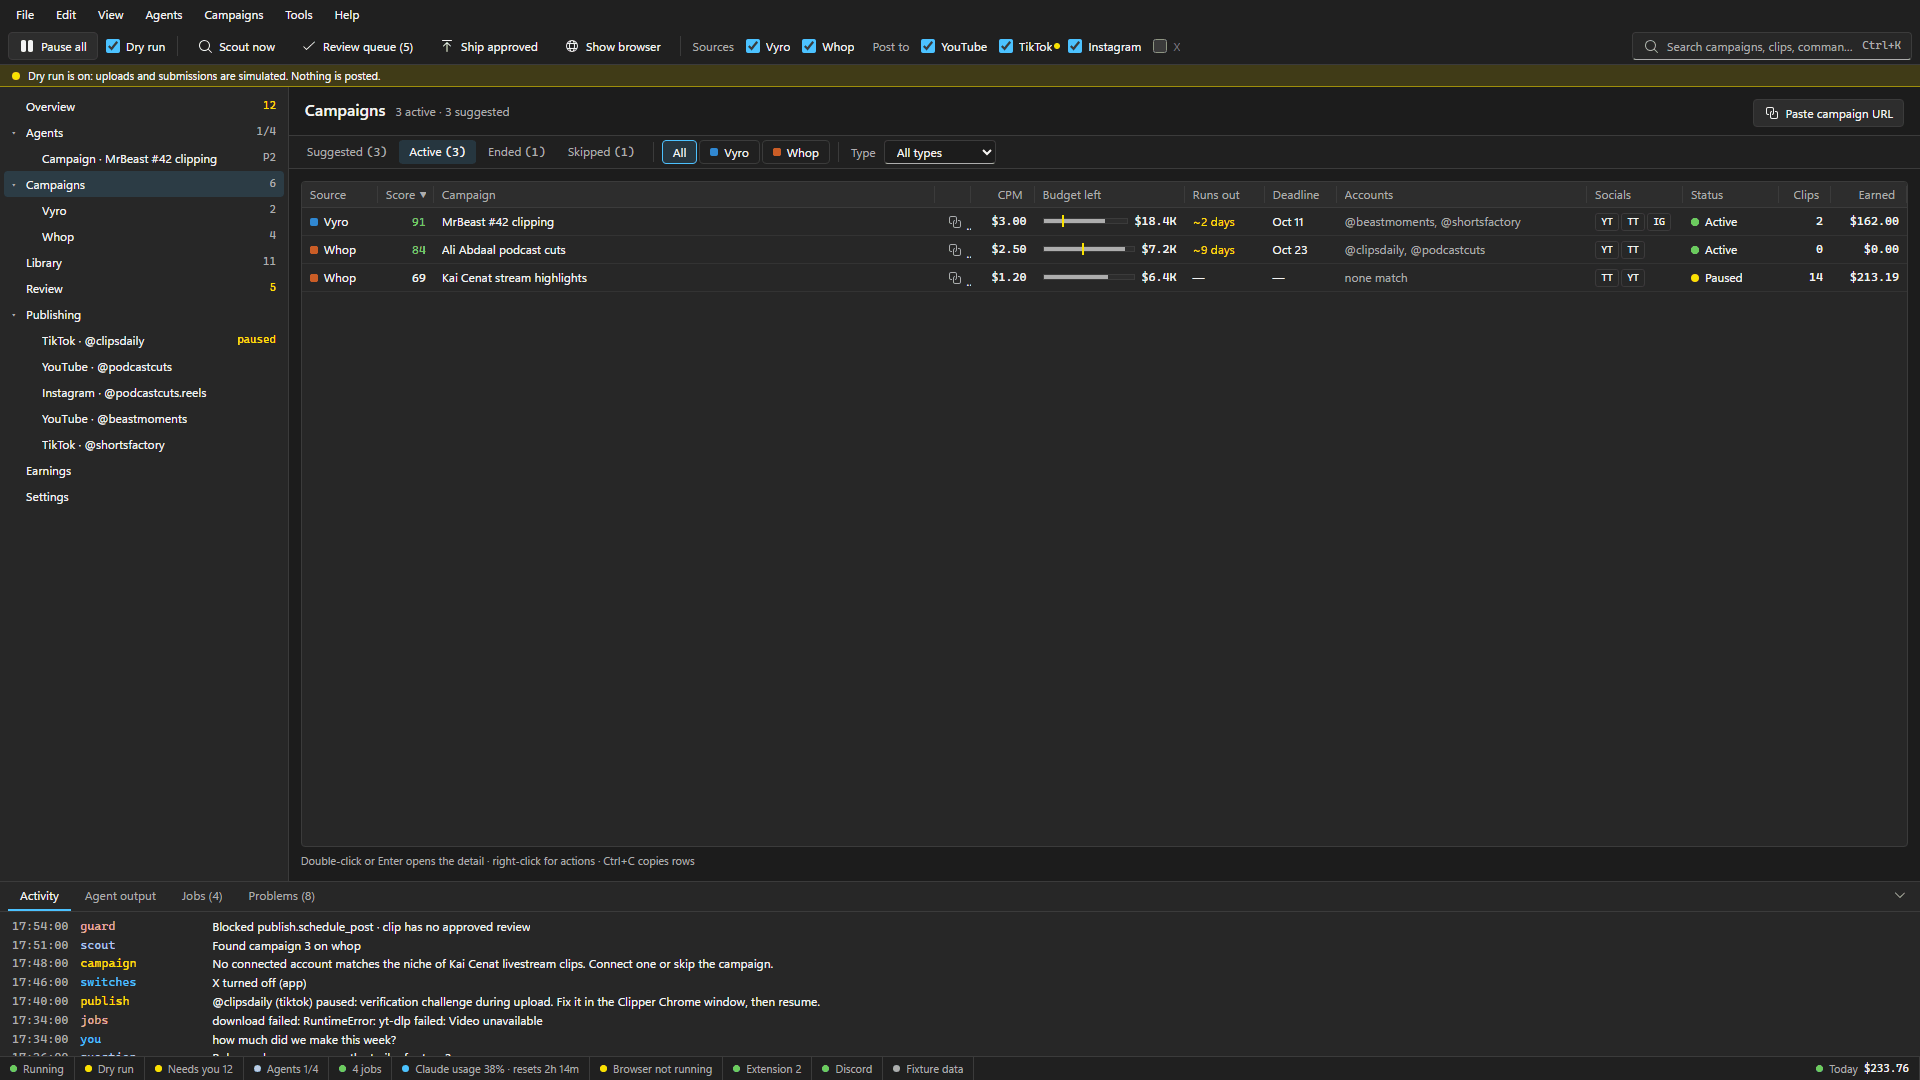 File Edit View Agents Campaigns Tools Help
Pause all Dry run Scout now Review queue (5) Ship approved Show browser Sources Vyro Whop Post to YouTube TikTok Instagram X Search campaigns, clips, comman... Ctrl+K
Dry run is on: uploads and submissions are simulated. Nothing is posted.
Overview 12
Agents 1/4
Campaign · MrBeast #42 clipping P2
Campaigns 6
Vyro 2
Whop 4
Library 11
Review 5
Publishing
TikTok · @clipsdaily paused
YouTube · @podcastcuts
Instagram · @podcastcuts.reels
YouTube · @beastmoments
TikTok · @shortsfactory
Earnings
Settings
Campaigns 3 active · 3 suggested Paste campaign URL
Suggested (3) Active (3) Ended (1) Skipped (1) All Vyro Whop Type All types
Source Score ▼ Campaign CPM Budget left Runs out Deadline Accounts Socials Status Clips Earned
Vyro 91 MrBeast #42 clipping $3.00 $18.4K ~2 days Oct 11 @beastmoments, @shortsfactory YT TT IG Active 2 $162.00
Whop 84 Ali Abdaal podcast cuts $2.50 $7.2K ~9 days Oct 23 @clipsdaily, @podcastcuts YT TT Active 0 $0.00
Whop 69 Kai Cenat stream highlights $1.20 $6.4K — — none match TT YT Paused 14 $213.19
Double-click or Enter opens the detail · right-click for actions · Ctrl+C copies rows
Activity Agent output Jobs (4) Problems (8)
17:54:00 guard Blocked publish.schedule_post · clip has no approved review
17:51:00 scout Found campaign 3 on whop
17:48:00 campaign No connected account matches the niche of Kai Cenat livestream clips. Connect one or skip the campaign.
17:46:00 switches X turned off (app)
17:40:00 publish @clipsdaily (tiktok) paused: verification challenge during upload. Fix it in the Clipper Chrome window, then resume.
17:34:00 jobs download failed: RuntimeError: yt-dlp failed: Video unavailable
17:34:00 you how much did we make this week?
Running Dry run Needs you 12 Agents 1/4 4 jobs Claude usage 38% · resets 2h 14m Browser not running Extension 2 Discord Fixture data Today $233.76